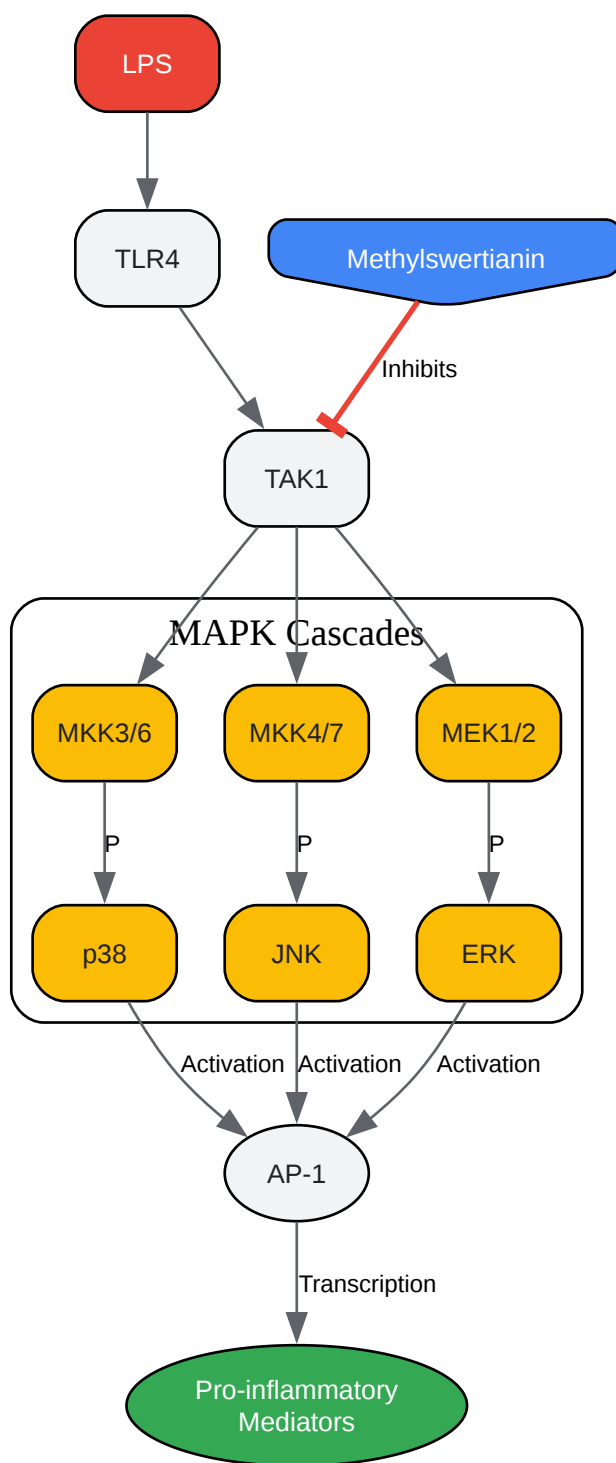 LPS
TLR4
Methylswertianin
Inhibits
TAK1
MAPK Cascades
MKK3/6
MKK4/7
MEK1/2
P
P
P
p38
JNK
ERK
Activation
Activation
Activation
AP-1
Transcription
Pro-inflammatory
Mediators